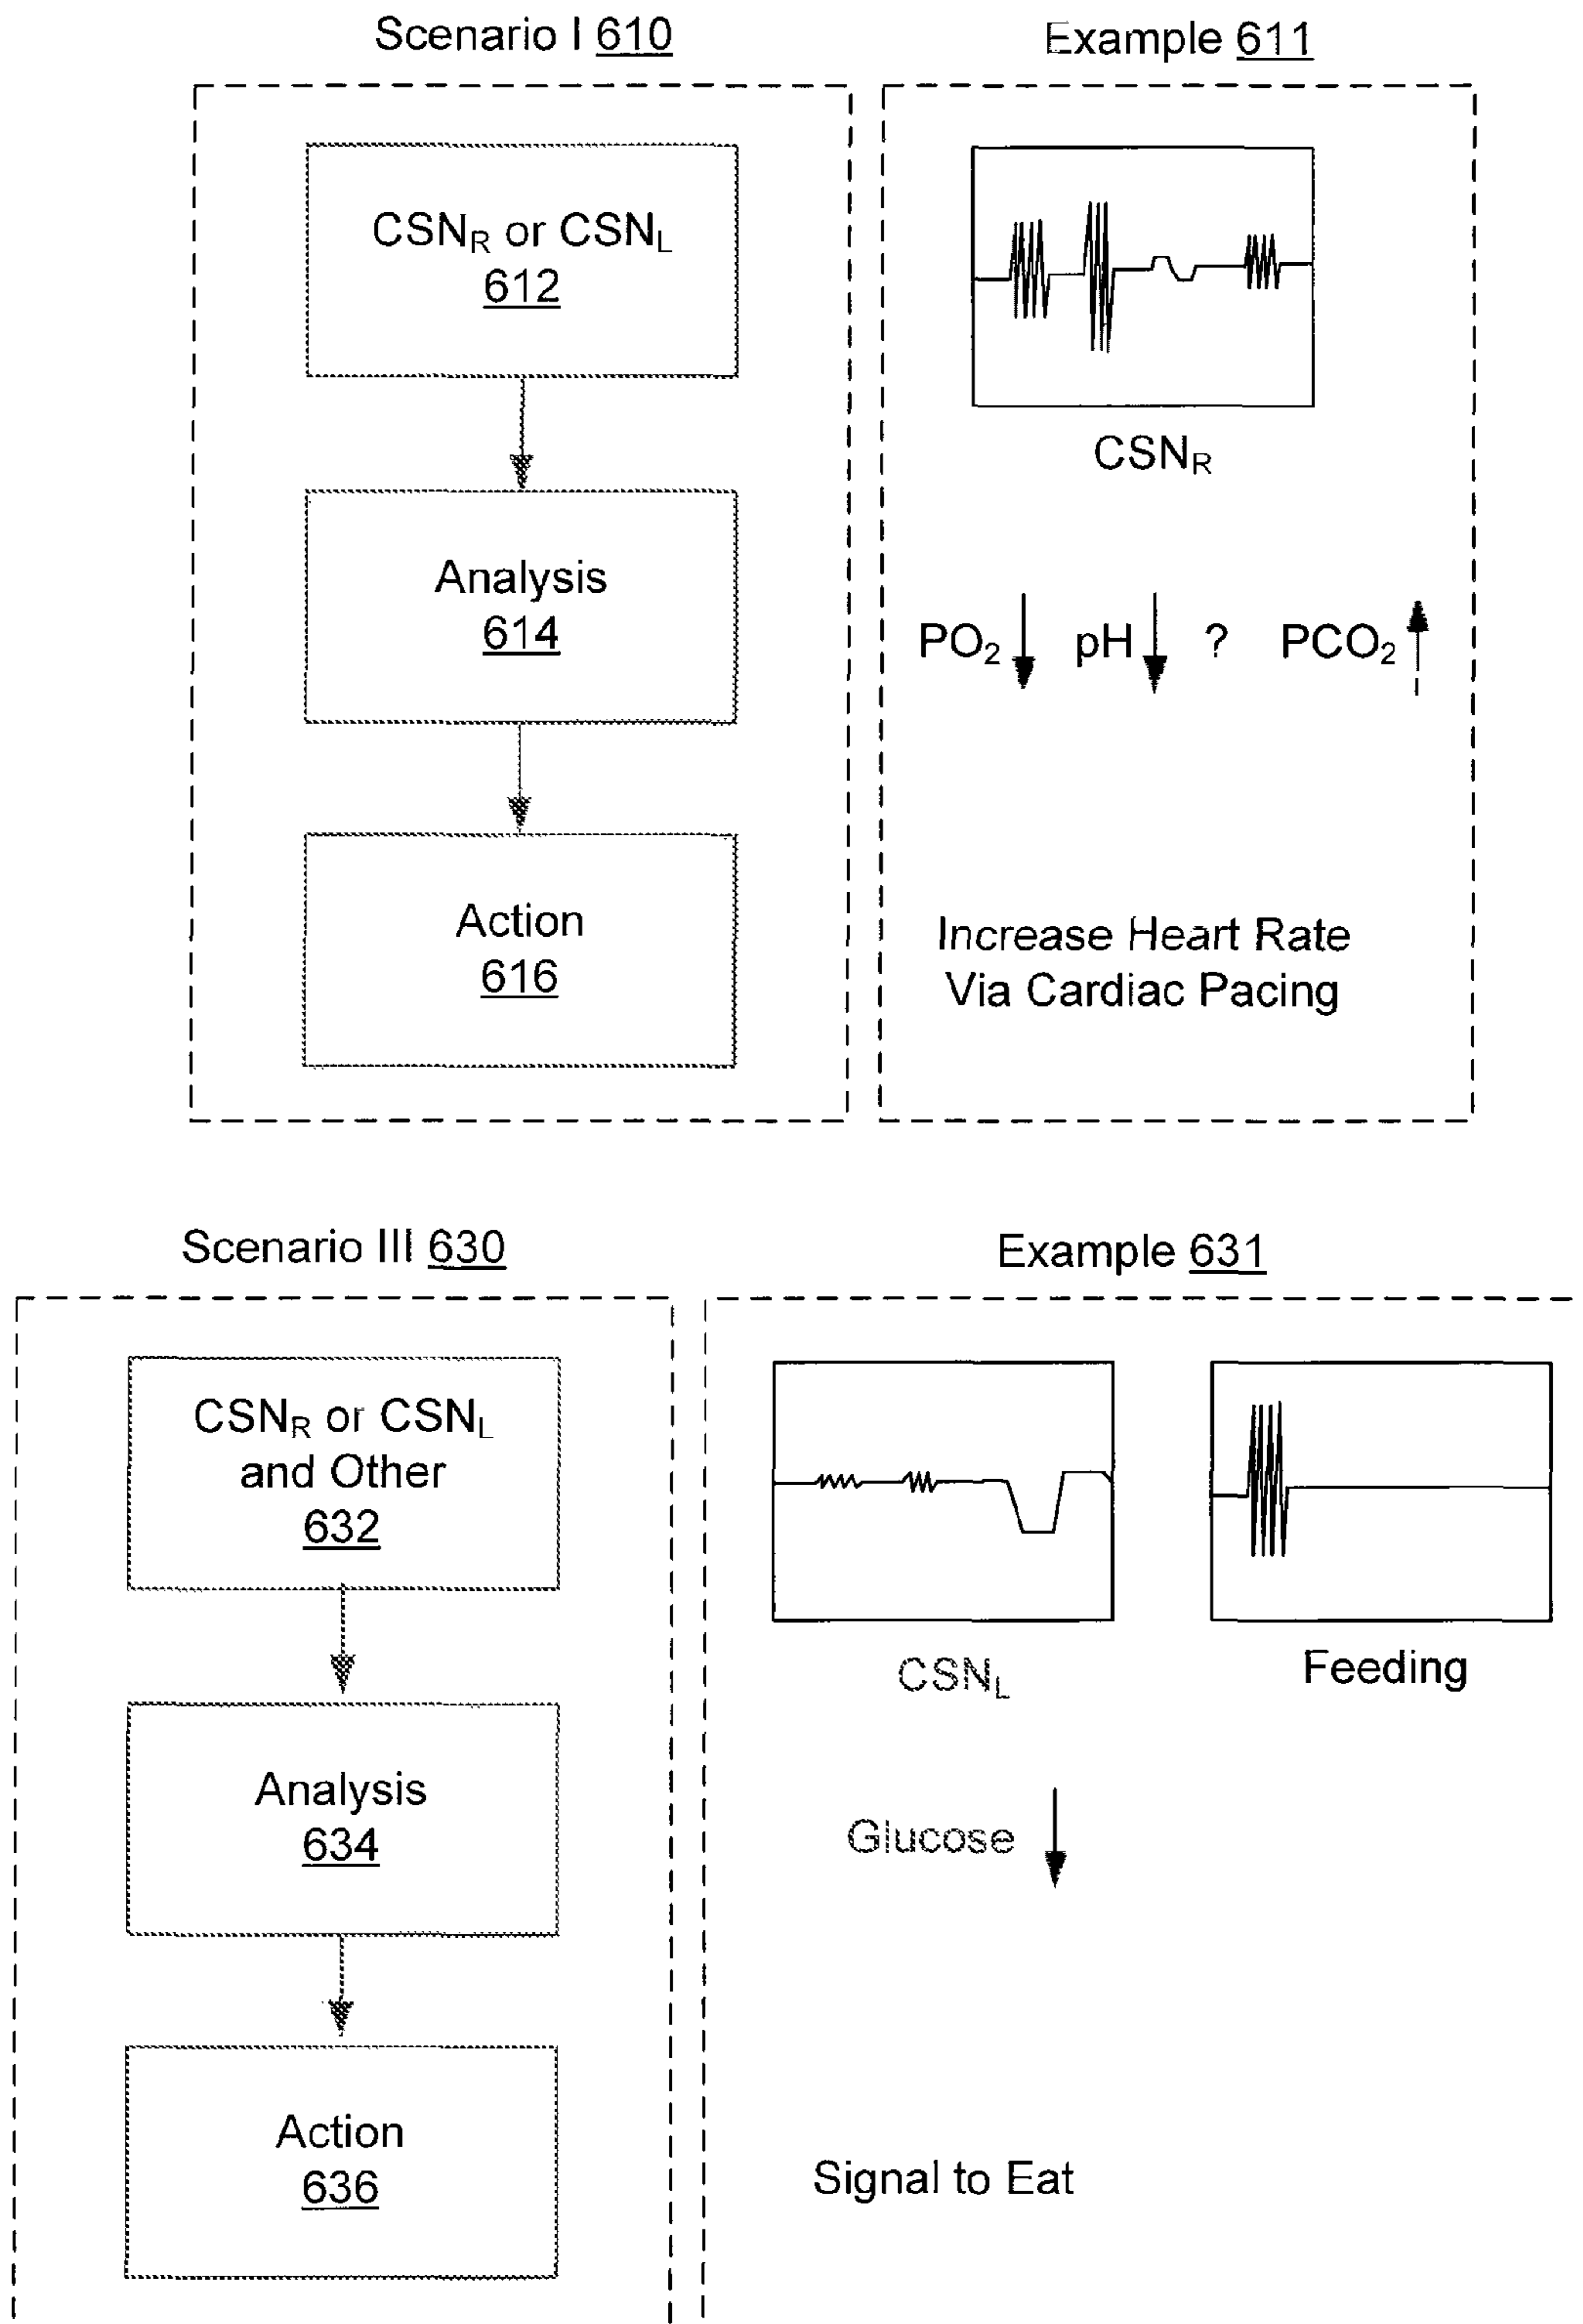 Scenario I 610
Example 611
CSNR or CSNL
612
CSNR
Analysis
614
PO2 pH ? PCO2
Action
616
Increase Heart Rate
Via Cardiac Pacing
Scenario III 630
Example 631
CSNR or CSNL
and Other
632
CSNL
Feeding
Analysis
634
Glucose
Action
636
Signal to Eat